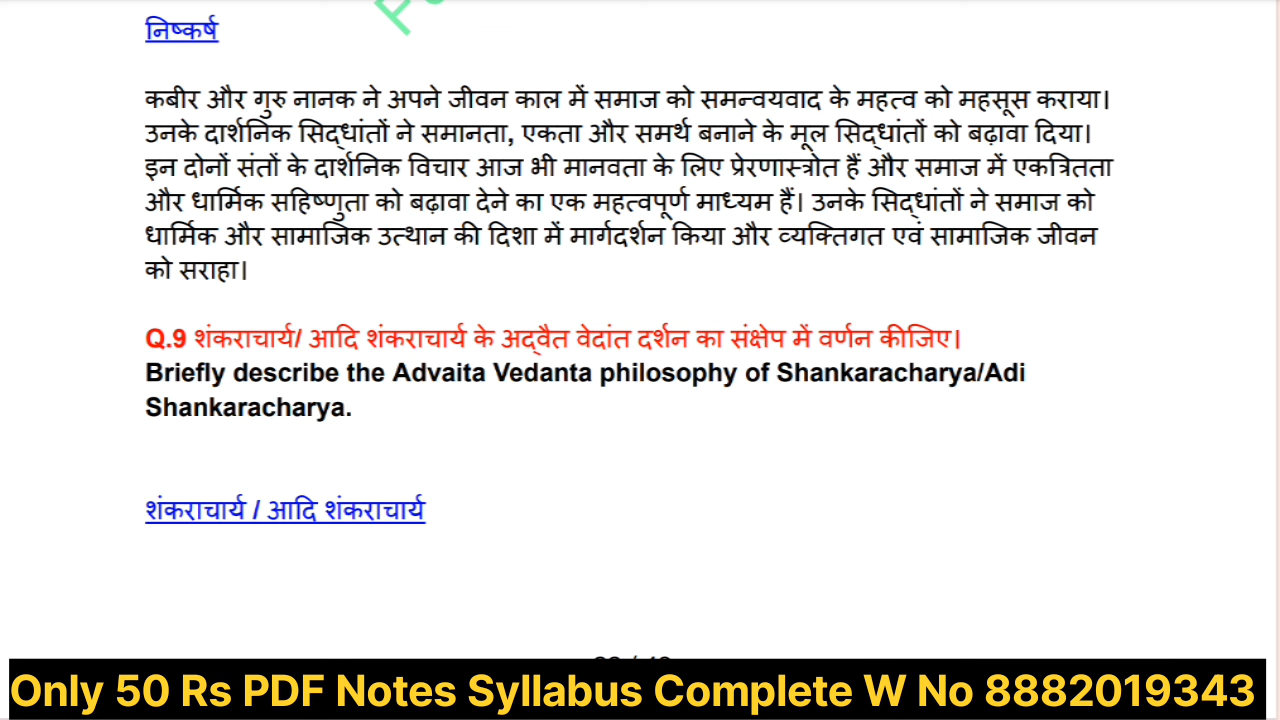 निष्कर्ष
कबीर और गुरु नानक ने अपने जीवन काल में समाज को समन्वयवाद के महत्व को महसूस कराया।
उनके दार्शनिक सिद्धांतों ने समानता, एकता और समर्थ बनाने के मूल सिद्धांतों को बढ़ावा दिया।
इन दोनों संतों के दार्शनिक विचार आज भी मानवता के लिए प्रेरणास्त्रोत हैं और समाज में एकत्रितता
और धार्मिक सहिष्णुता को बढ़ावा देने का एक महत्वपूर्ण माध्यम हैं। उनके सिद्धांतों ने समाज को
धार्मिक और सामाजिक उत्थान की दिशा में मार्गदर्शन किया और व्यक्तिगत एवं सामाजिक जीवन
को सराहा।
Q.9 शंकराचार्य/ आदि शंकराचार्य के अद्वैत वेदांत दर्शन का संक्षेप में वर्णन कीजिए।
Briefly describe the Advaita Vedanta philosophy of Shankaracharya/Adi
Shankaracharya.
शंकराचार्य / आदि शंकराचार्य
Only 50 Rs PDF Notes Syllabus Complete W No 8882019343